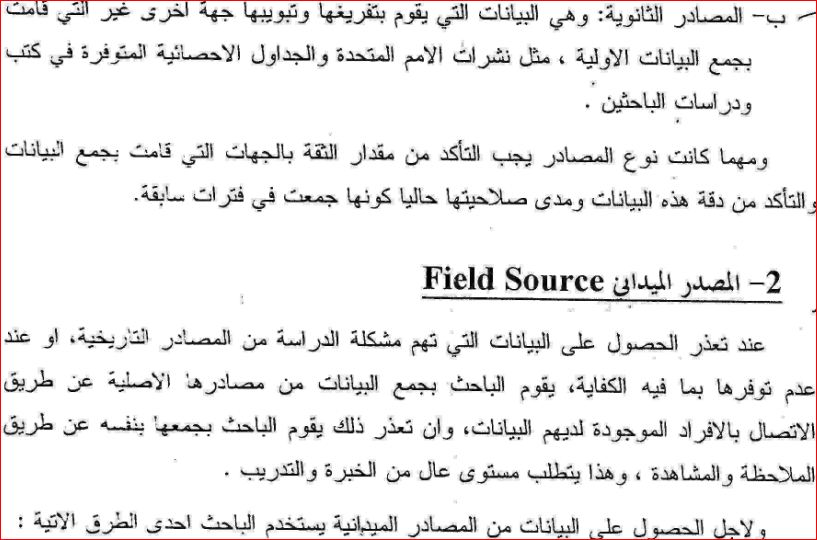 ب- المصادر الثانوية: وهي البيانات التي يقوم بتفريغها وتبويبها جهة اخرى غير التي قامت
بجمع البيانات الاولية ، مثل نشرات الامم المتحدة والجداول الاحصائية المتوفرة في كتب
ودراسات الباحثين .
ومهما كانت نوع المصادر يجب التأكد من مقدار الثقة بالجهات التي قامت بجمع البيانات
والتأكد من دقة هذه البيانات ومدى صلاحيتها حاليا كونها جمعت في فترات سابقة.
2- المصدر الميداني Field Source
عند تعذر الحصول على البيانات التي تهم مشكلة الدراسة من المصادر التاريخية، او عند
عدم توفرها بما فيه الكفاية، يقوم الباحث بجمع البيانات من مصادرها الاصلية عن طريق
الاتصال بالافراد الموجودة لديهم البيانات، وان تعذر ذلك يقوم الباحث بجمعها بنفسه عن طريق
الملاحظة والمشاهدة ، وهذا يتطلب مستوى عال من الخبرة والتدريب .
ولاجل الحصول على البيانات من المصادر الميدانية يستخدم الباحث احدى الطرق الاتية :